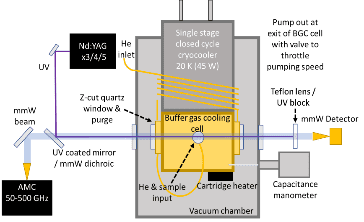 Nd:YAG
x3/4/5
He
inlet
Single stage
closed cycle
cryocooler
20 K (45 W)
Pump out at
exit of BGC cell
with valve to
throttle
pumping speed
UV
Z-cut quartz
window &
purge
Buffer gas cooling
cell
Teflon lens /
UV block
mmW
beam
mmW Detector
UV coated mirror
/ mmW dichroic
He & sample
input
Cartridge heater
AMC
50-500 GHz
Capacitance
manometer
Vacuum chamber